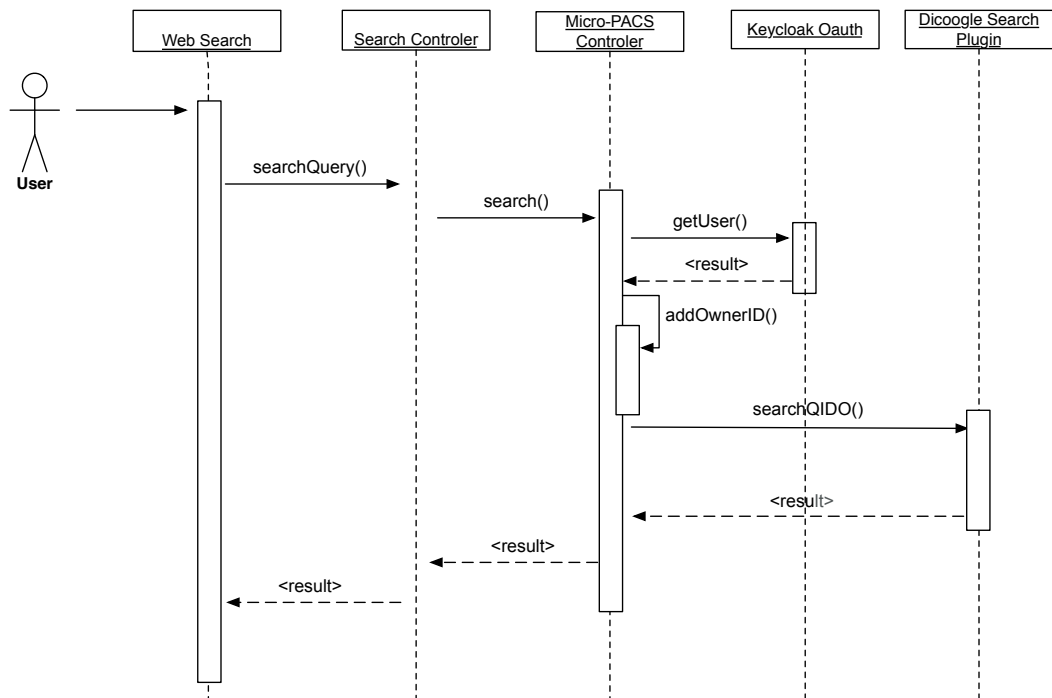 Web Search
Search Controler
Micro-PACS
Controler
Keycloak Oauth
Dicoogle Search
Plugin
User
searchQuery()
search()
getUser()
<result>
addOwnerID()
searchQIDO()
<result>
<result>
<result>